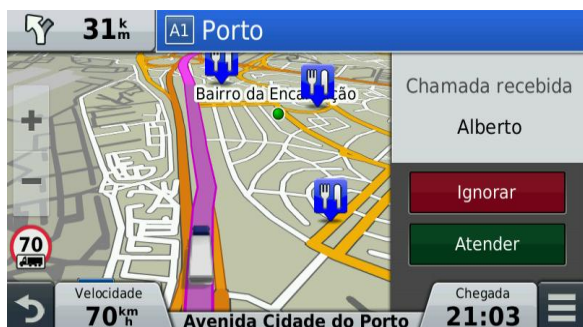 31 km
A1 Porto
Bairro da Encarnação
Chamada recebida
Alberto
Ignorar
Atender
70
Velocidade
70 km/h
Avenida Cidade do Porto
Chegada
21:03